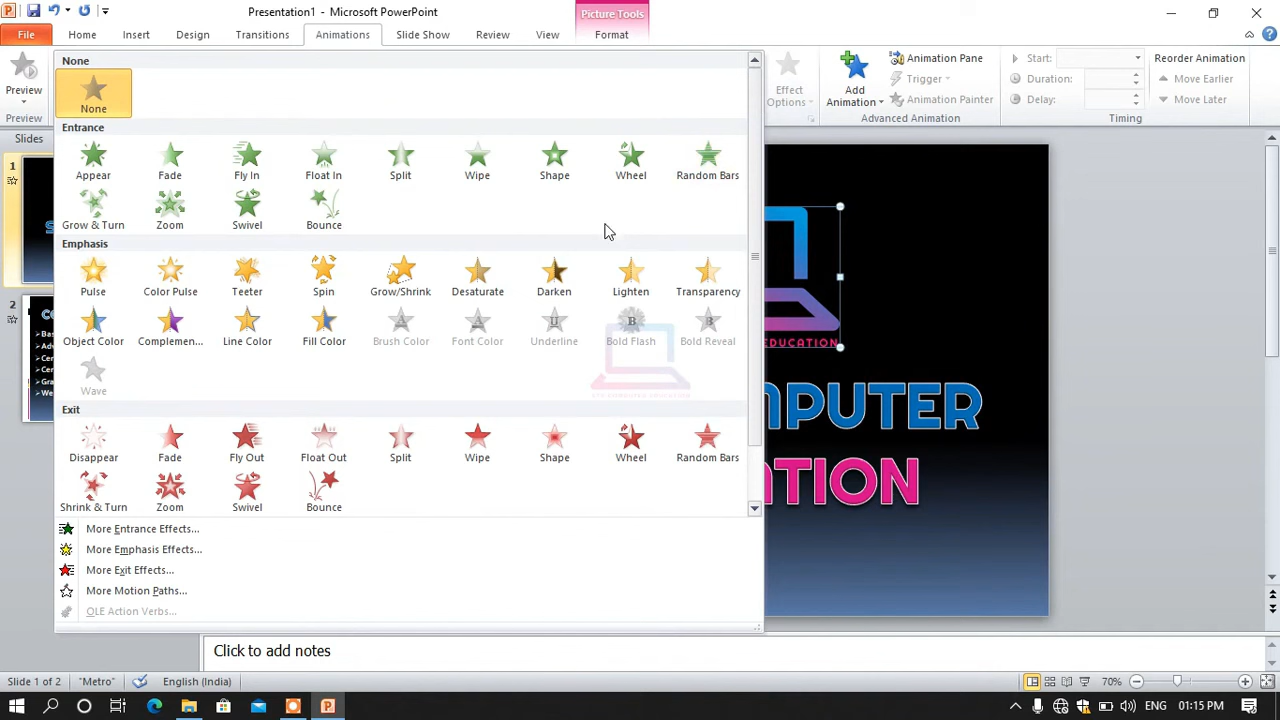 Presentation1 - Microsoft PowerPoint
Picture Tools
File Home Insert Design Transitions Animations Slide Show Review View Format
Preview
Preview
Effect Options
Add Animation
Animation Pane
Trigger
Animation Painter
Advanced Animation
Start:
Duration:
Delay:
Reorder Animation
Move Earlier
Move Later
Timing
Slides
None
None
Entrance
Appear Fade Fly In Float In Split Wipe Shape Wheel Random Bars
Grow & Turn Zoom Swivel Bounce
Emphasis
Pulse Color Pulse Teeter Spin Grow/Shrink Desaturate Darken Lighten Transparency
Object Color Complemen... Line Color Fill Color Brush Color Font Color Underline Bold Flash Bold Reveal
Wave
Exit
Disappear Fade Fly Out Float Out Split Wipe Shape Wheel Random Bars
Shrink & Turn Zoom Swivel Bounce
More Entrance Effects...
More Emphasis Effects...
More Exit Effects...
More Motion Paths...
OLE Action Verbs...
1
2
EDUCATION
MPUTER
ATION
Click to add notes
Slide 1 of 2 "Metro" English (India) 70%
ENG 01:15 PM